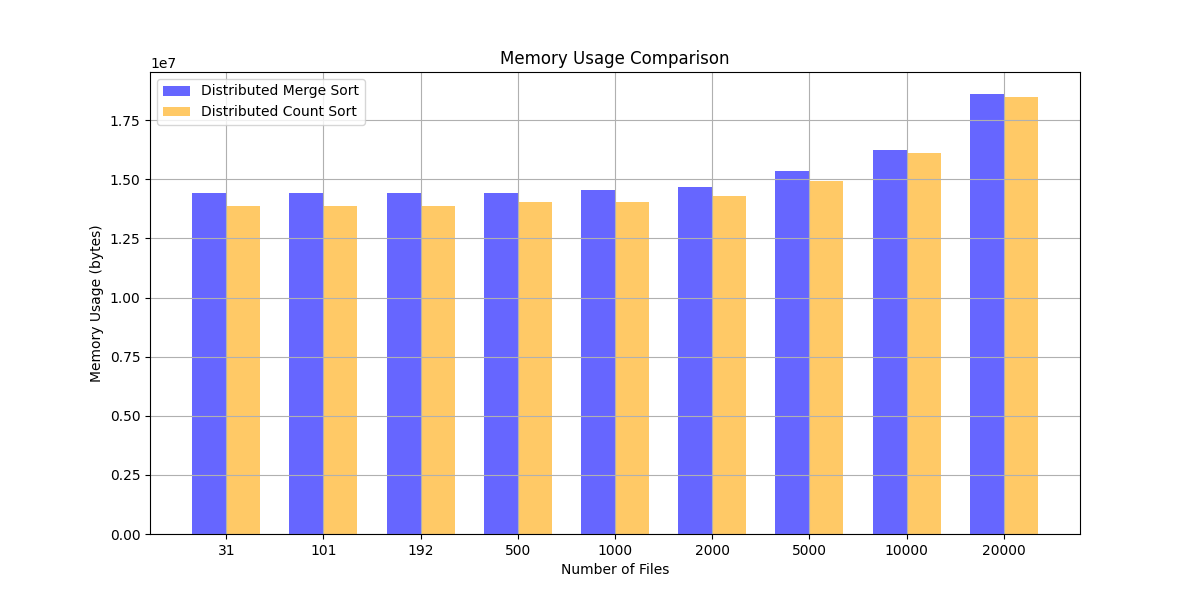 Memory Usage Comparison
1e7
Distributed Merge Sort
Distributed Count Sort
1.75
1.50
1.25
1.00
0.75
0.50
0.25
0.00
Memory Usage (bytes)
31 101 192 500 1000 2000 5000 10000 20000
Number of Files